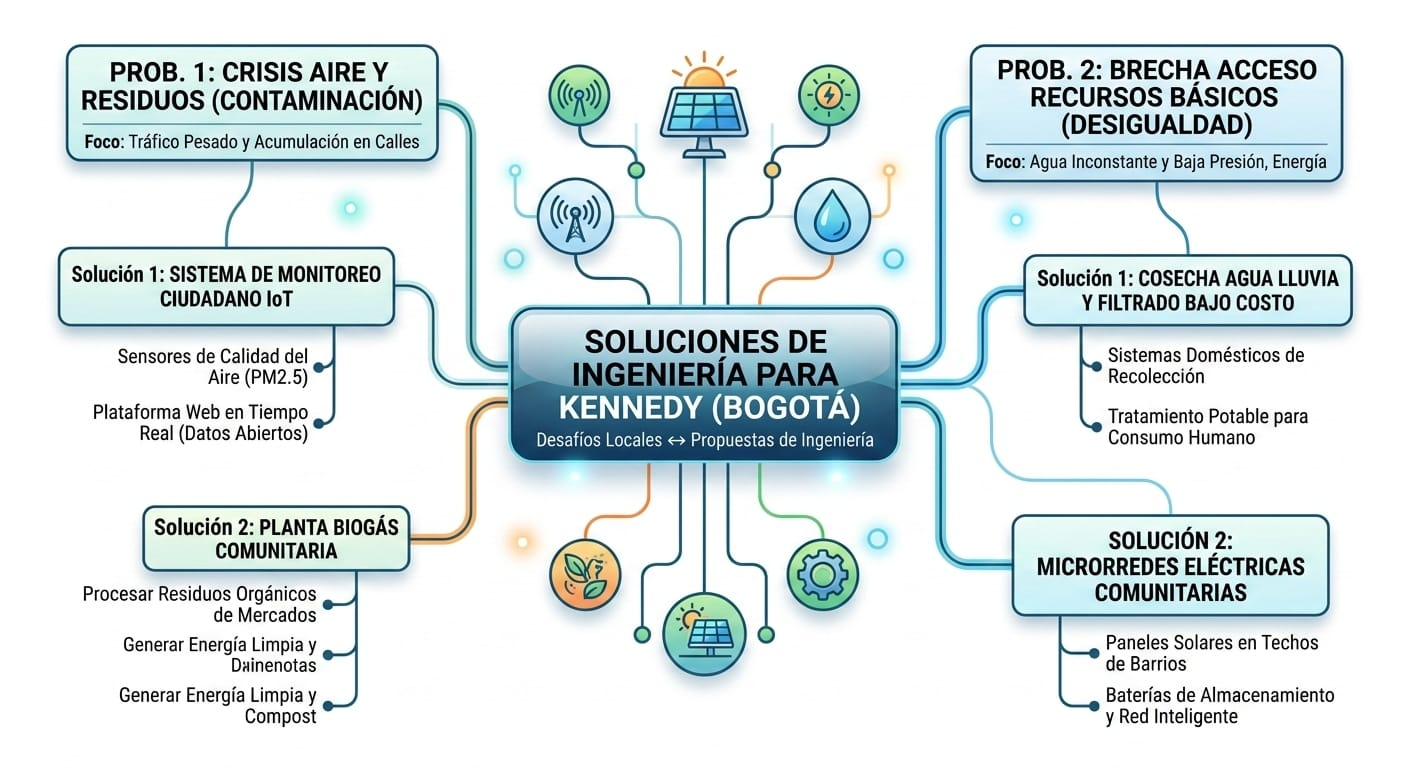 PROB. 1: CRISIS AIRE Y
RESIDUOS (CONTAMINACIÓN)
Foco: Tráfico Pesado y Acumulación en Calles
Solución 1: SISTEMA DE MONITOREO
CIUDADANO IoT
Sensores de Calidad del
Aire (PM2.5)
Plataforma Web en Tiempo
Real (Datos Abiertos)
Solución 2: PLANTA BIOGÁS
COMUNITARIA
Procesar Residuos Orgánicos
de Mercados
Generar Energía Limpia y
Generar Energía Limpia y
Compost
SOLUCIONES DE
INGENIERÍA PARA
KENNEDY (BOGOTÁ)
Desafíos Locales ↔ Propuestas de Ingeniería
PROB. 2: BRECHA ACCESO
RECURSOS BÁSICOS
(DESIGUALDAD)
Foco: Agua Inconstante y Baja Presión, Energía
Solución 1: COSECHA AGUA LLUVIA
Y FILTRADO BAJO COSTO
Sistemas Domésticos de
Recolección
Tratamiento Potable para
Consumo Humano
SOLUCIÓN 2:
MICRORREDES ELÉCTRICAS
COMUNITARIAS
Paneles Solares en Techos
de Barrios
Baterías de Almacenamiento
y Red Inteligente